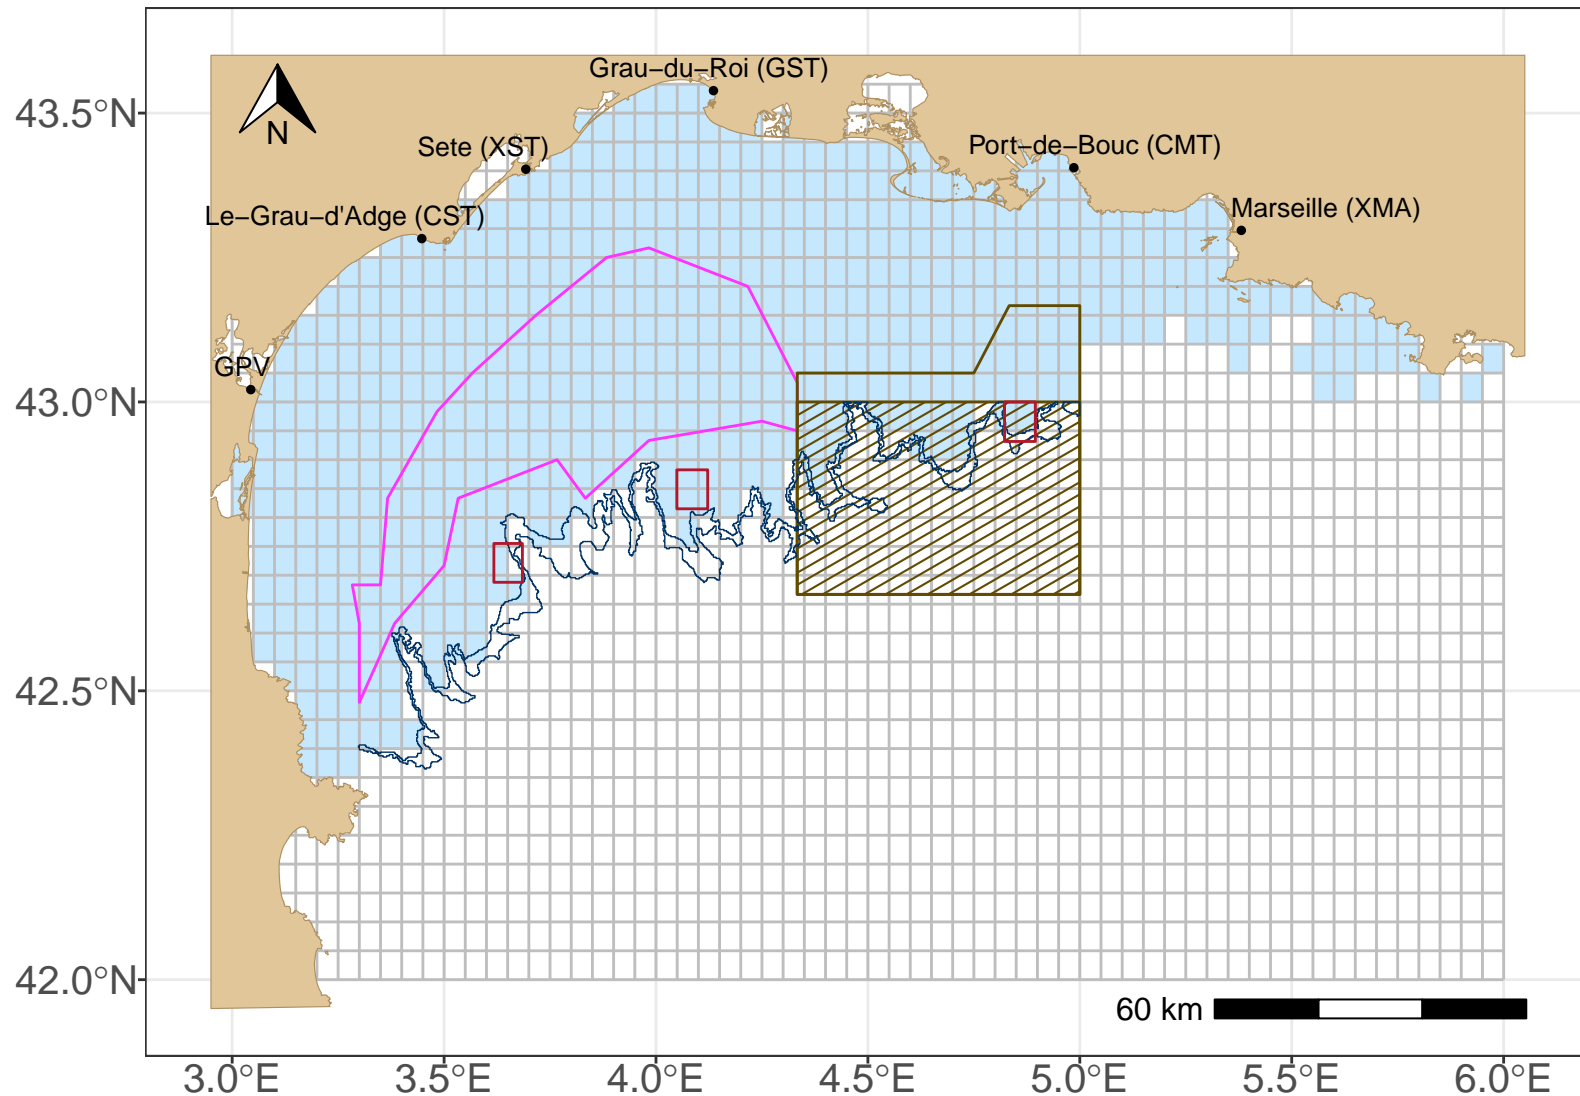 Grau−du−Roi (GST)
43.5°N
N
Sete (XST)
Port−de−Bouc (CMT)
Le−Grau−d'Adge (CST)
Marseille (XMA)
GPV
43.0°N
42.5°N
42.0°N
60 km
3.0°E 3.5°E 4.0°E 4.5°E 5.0°E 5.5°E 6.0°E